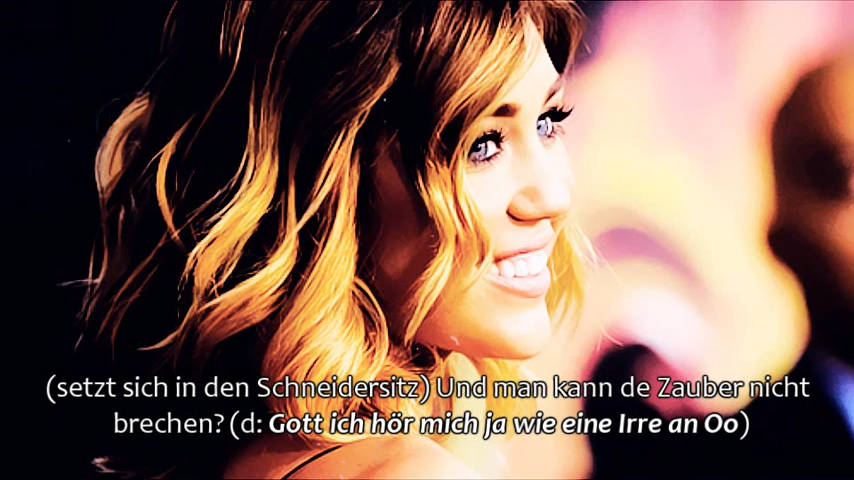 (setzt sich in den Schneidersitz) Und man kann de Zauber nicht
brechen? (d: Gott ich hör mich ja wie eine Irre an Oo)